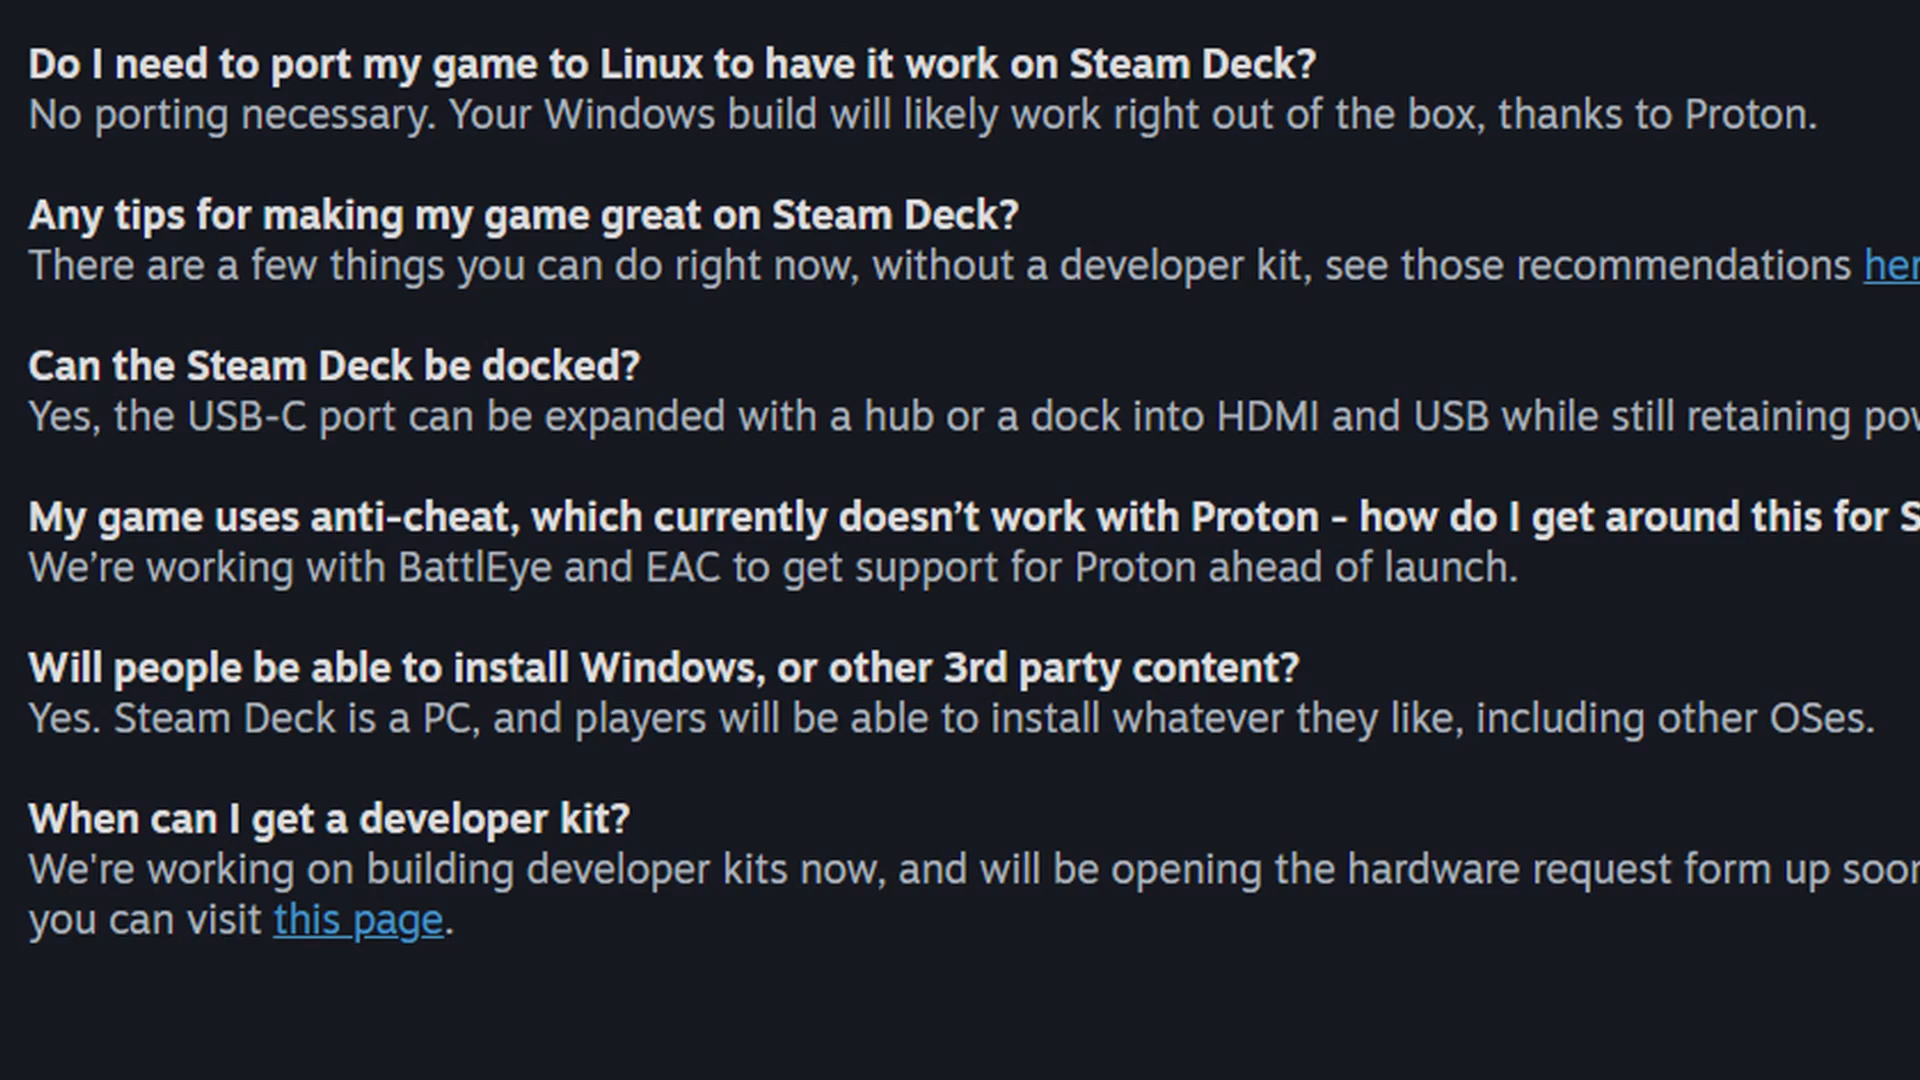 Do I need to port my game to Linux to have it work on Steam Deck?
No porting necessary. Your Windows build will likely work right out of the box, thanks to Proton.
Any tips for making my game great on Steam Deck?
There are a few things you can do right now, without a developer kit, see those recommendations
Can the Steam Deck be docked?
Yes, the USB-C port can be expanded with a hub or a dock into HDMI and USB while still retaining
My game uses anti-cheat, which currently doesn’t work with Proton - how do I get around this for
We’re working with BattlEye and EAC to get support for Proton ahead of launch.
Will people be able to install Windows, or other 3rd party content?
Yes. Steam Deck is a PC, and players will be able to install whatever they like, including other OSes.
When can I get a developer kit?
We're working on building developer kits now, and will be opening the hardware request form up
you can visit this page.